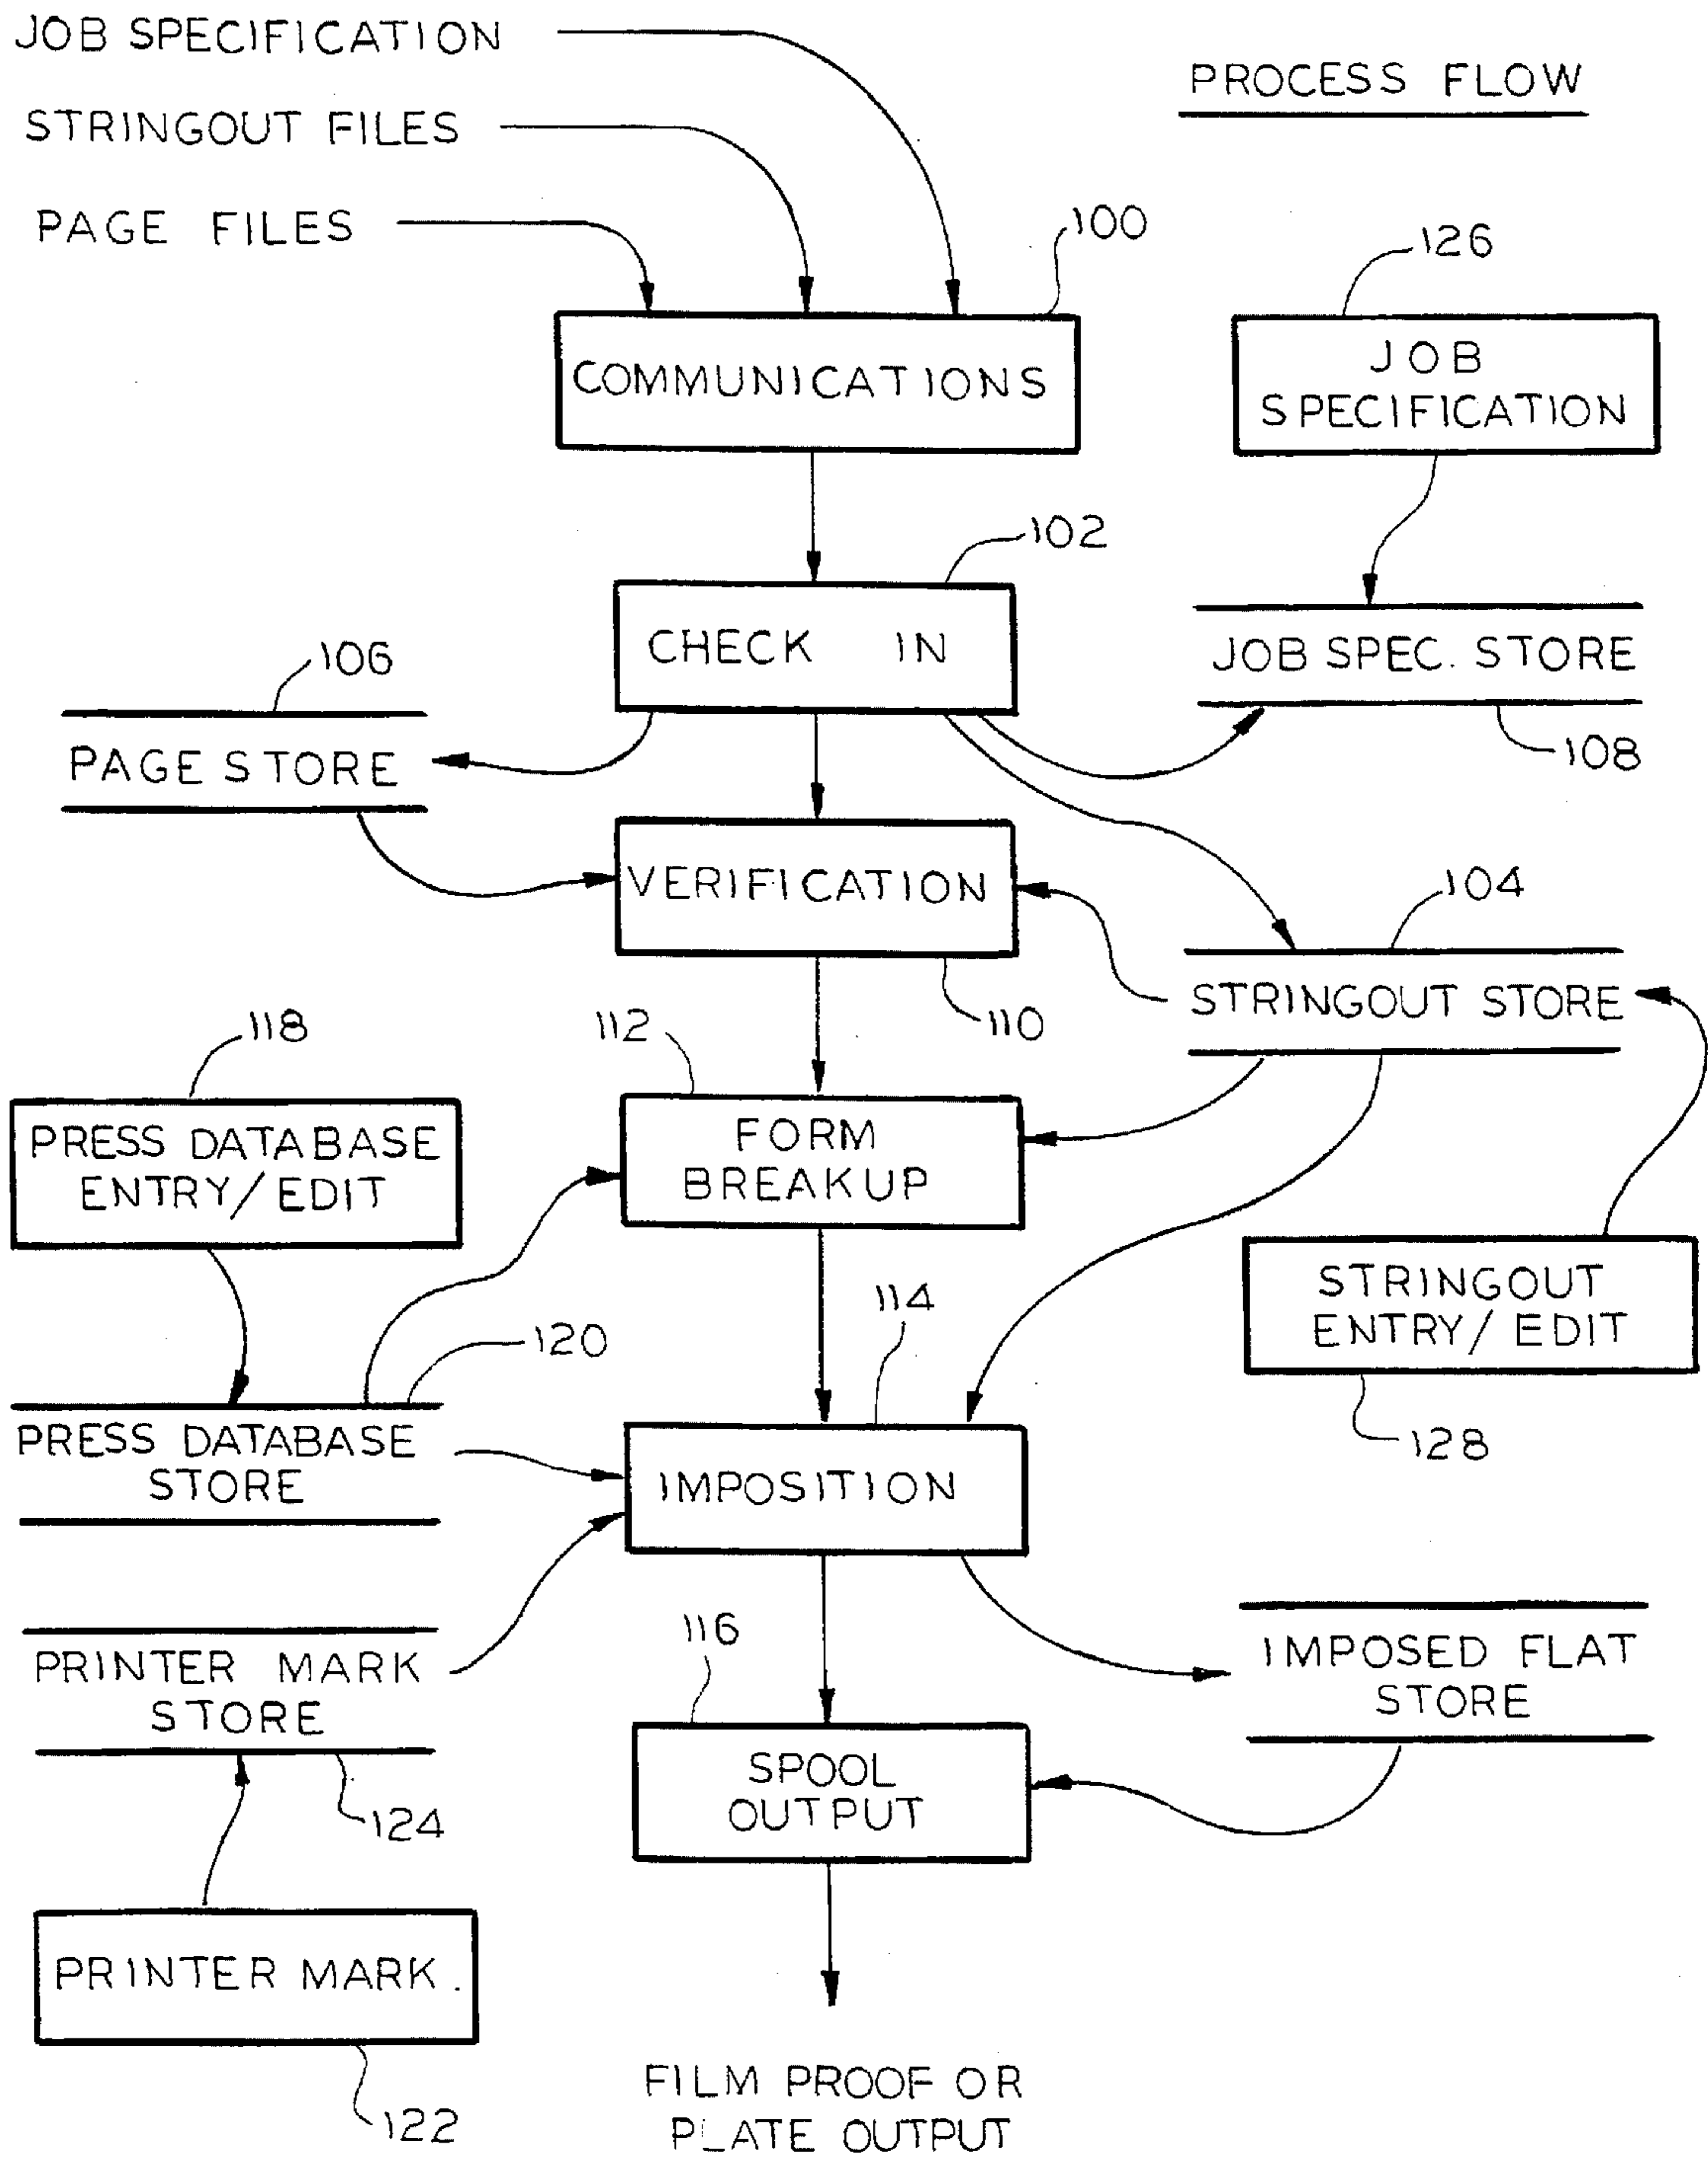 JOB SPECIFICATION
PROCESS FLOW
STRINGOUT FILES
PAGE FILES
100
126
COMMUNICATIONS
JOB
SPECIFICATION
102
CHECK IN
JOB SPEC. STORE
106
108
PAGE STORE
VERIFICATION
104
STRINGOUT STORE
110
112
118
FORM
BREAKUP
PRESS DATABASE
ENTRY/EDIT
STRINGOUT
ENTRY/EDIT
114
120
128
PRESS DATABASE
STORE
IMPOSITION
116
IMPOSED FLAT
STORE
PRINTER MARK
STORE
SPOOL
OUTPUT
124
PRINTER MARK.
122
FILM PROOF OR
PLATE OUTPUT